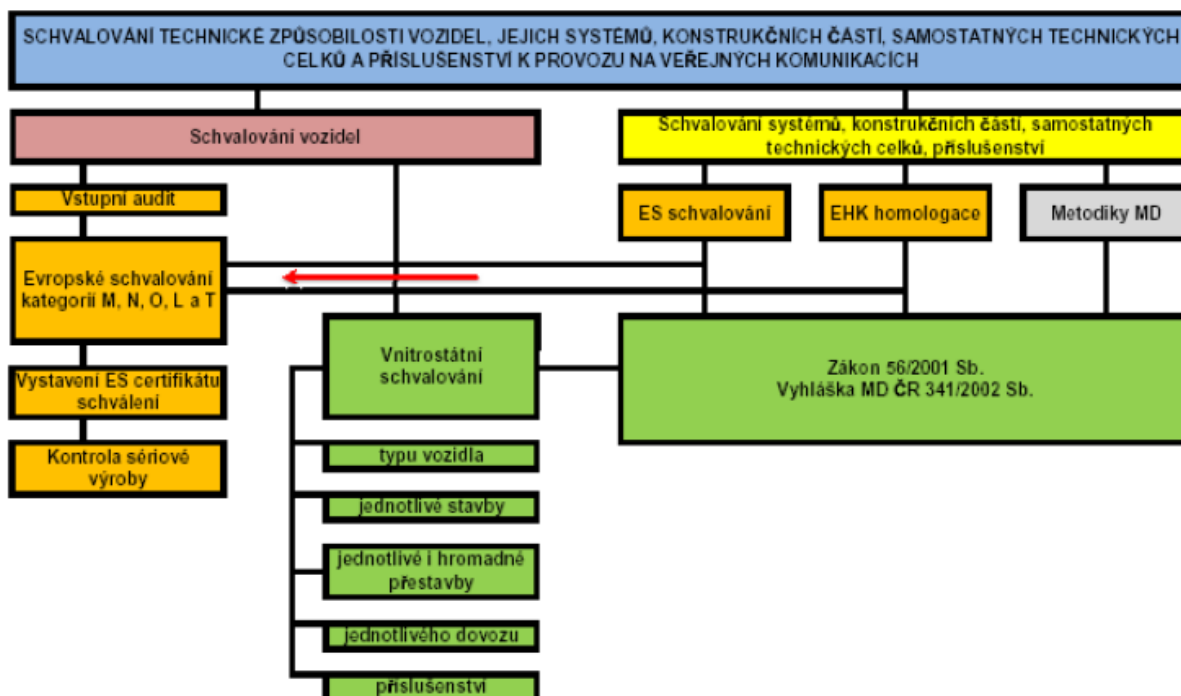 SCHVALOVÁNÍ TECHNICKÉ ZPŮSOBILOSTI VOZIDEL, JEJICH SYSTÉMŮ, KONSTRUKČNÍCH ČÁSTÍ, SAMOSTATNÝCH TECHNICKÝCH
CELKŮ A PŘÍSLUŠENSTVÍ K PROVOZU NA VEŘEJNÝCH KOMUNIKACÍCH
Schvalování vozidel
Schvalování systémů, konstrukčních částí, samostatných
technických celků, příslušenství
Vstupní audit
ES schvalování
EHK homologace
Metodiky MD
Evropské schvalování
kategorií M, N, O, L a T
Vnitrostátní
schvalování
Zákon 56/2001 Sb.
Vyhláška MD ČR 341/2002 Sb.
Vystavení ES certifikátu
schválení
Kontrola sériové
výroby
typu vozidla
jednotlivé stavby
jednotlivé i hromadné
přestavby
jednotlivého dovozu
příslušenství